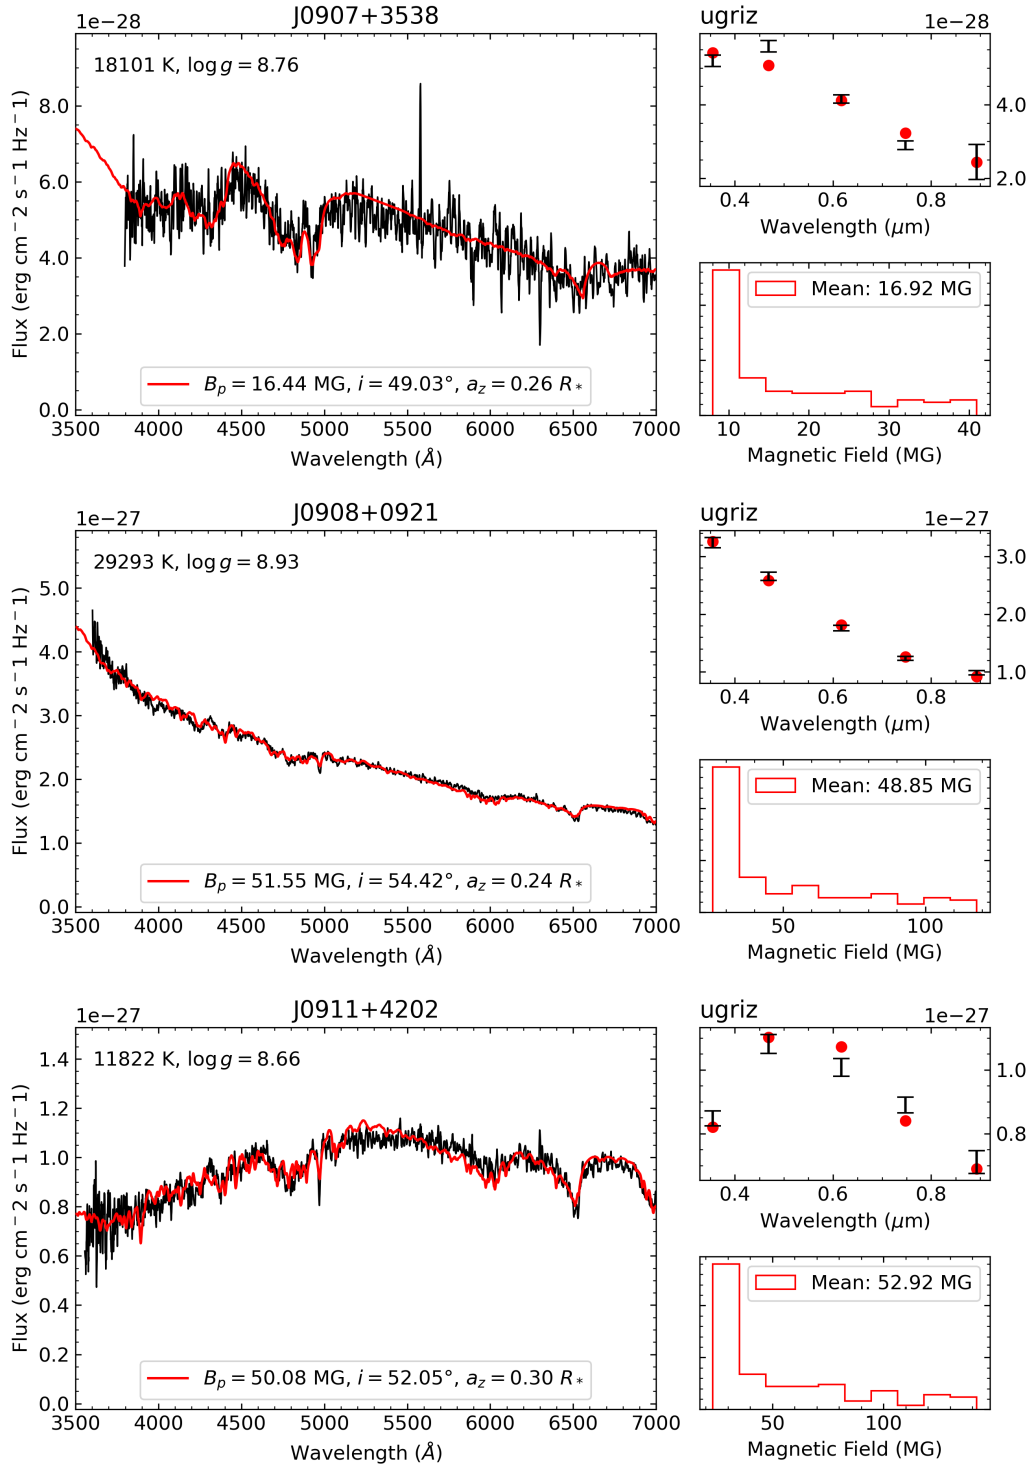 J0907+3538
1e−28
18101 K, log g = 8.76
8.0
6.0
4.0
2.0
0.0
Flux (erg cm−2 s−1 Hz−1)
B_p = 16.44 MG, i = 49.03°, a_z = 0.26 R_*
3500 4000 4500 5000 5500 6000 6500 7000
Wavelength (Å)
ugriz
1e−28
4.0
2.0
0.4 0.6 0.8
Wavelength (μm)
Mean: 16.92 MG
10 20 30 40
Magnetic Field (MG)
J0908+0921
1e−27
29293 K, log g = 8.93
5.0
4.0
3.0
2.0
1.0
0.0
Flux (erg cm−2 s−1 Hz−1)
B_p = 51.55 MG, i = 54.42°, a_z = 0.24 R_*
3500 4000 4500 5000 5500 6000 6500 7000
Wavelength (Å)
ugriz
1e−27
3.0
2.0
1.0
0.4 0.6 0.8
Wavelength (μm)
Mean: 48.85 MG
50 100
Magnetic Field (MG)
J0911+4202
1e−27
11822 K, log g = 8.66
1.4
1.2
1.0
0.8
0.6
0.4
0.2
0.0
Flux (erg cm−2 s−1 Hz−1)
B_p = 50.08 MG, i = 52.05°, a_z = 0.30 R_*
3500 4000 4500 5000 5500 6000 6500 7000
Wavelength (Å)
ugriz
1e−27
1.0
0.8
0.4 0.6 0.8
Wavelength (μm)
Mean: 52.92 MG
50 100
Magnetic Field (MG)